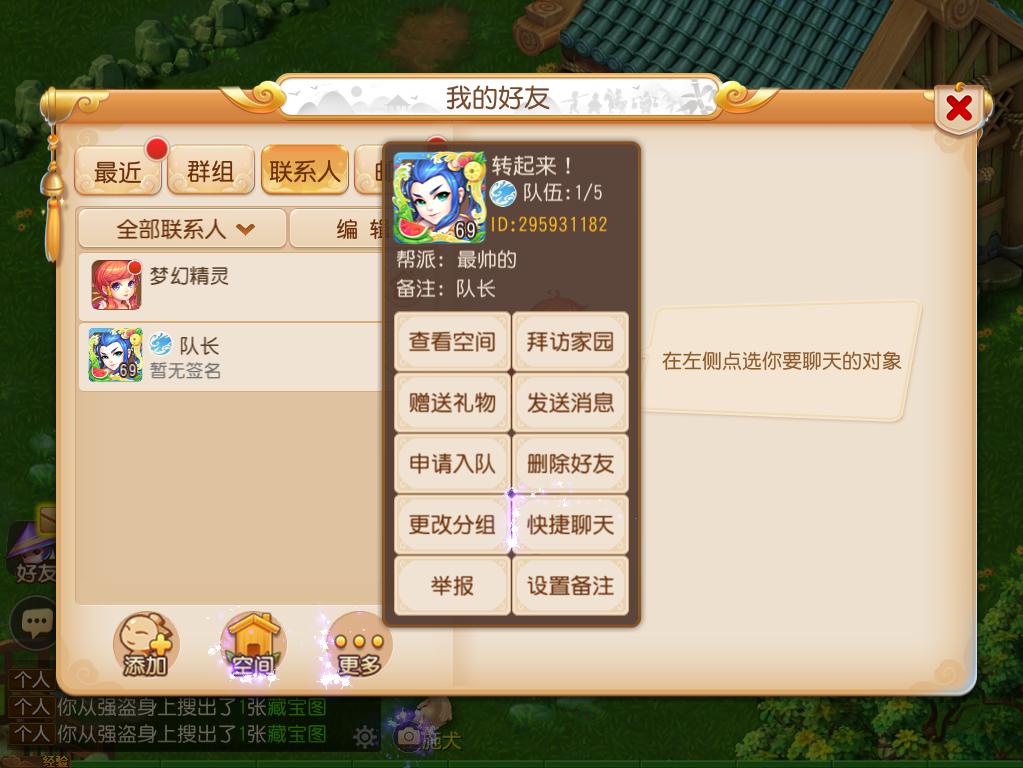 我的好友
最近
群组
联系人
全部联系人
编 辑
梦幻精灵
69
队长
暂无签名
69
转起来！
队伍:1/5
ID:295931182
帮派：最帅的
备注：队长
查看空间
拜访家园
赠送礼物
发送消息
申请入队
删除好友
更改分组
快捷聊天
举报
设置备注
在左侧点选你要聊天的对象
好友
添加
空间
更多
个人
个人 你从强盗身上搜出了1张藏宝图
个人 你从强盗身上搜出了1张藏宝图
施犬
经验